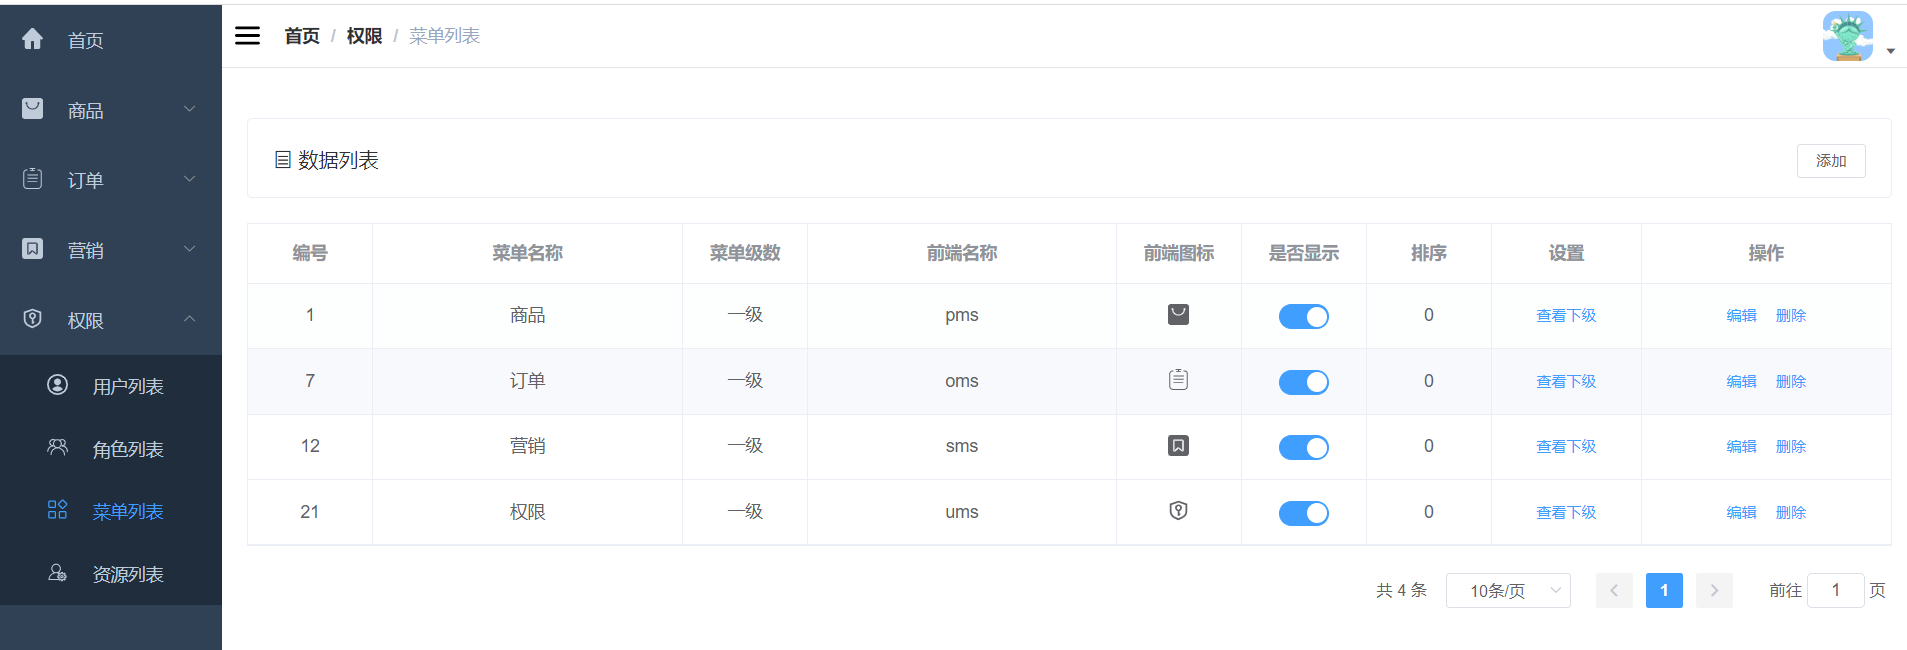 首页
商品
订单
营销
权限
用户列表
角色列表
菜单列表
资源列表
首页 / 权限 / 菜单列表
数据列表
添加
编号 菜单名称 菜单级数 前端名称 前端图标 是否显示 排序 设置 操作
1 商品 一级 pms 0 查看下级 编辑 删除
7 订单 一级 oms 0 查看下级 编辑 删除
12 营销 一级 sms 0 查看下级 编辑 删除
21 权限 一级 ums 0 查看下级 编辑 删除
共 4 条 10条/页 1 前往 1 页